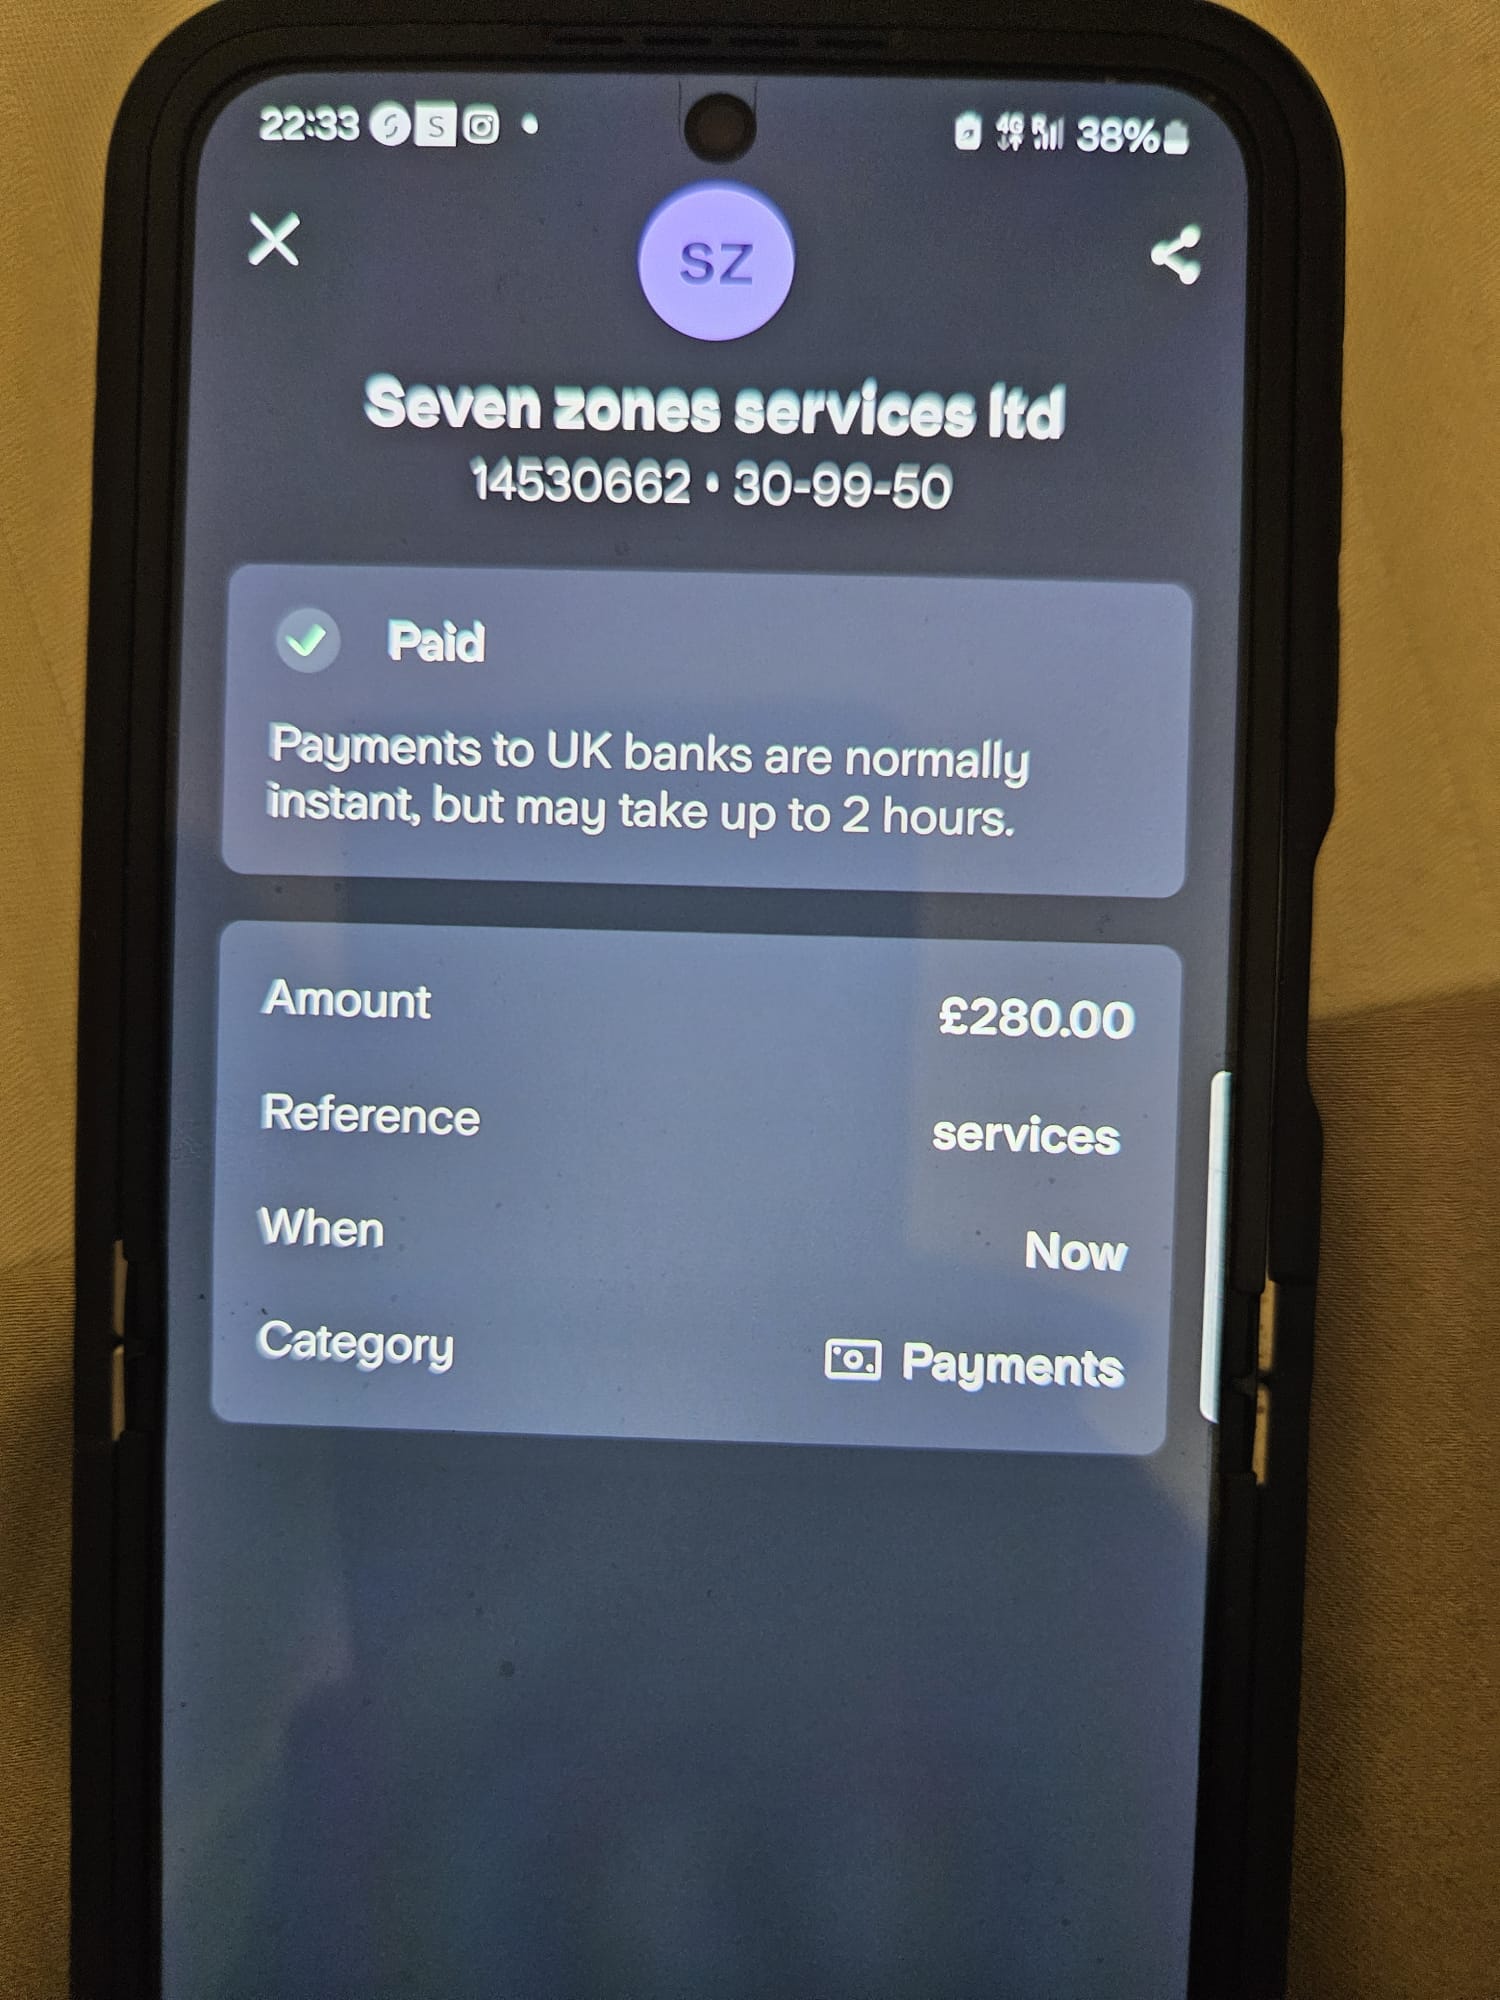 22:33 S 4G R 38%
SZ
Seven zones services ltd
14530662 • 30-99-50
Paid
Payments to UK banks are normally
instant, but may take up to 2 hours.
Amount £280.00
Reference services
When Now
Category Payments